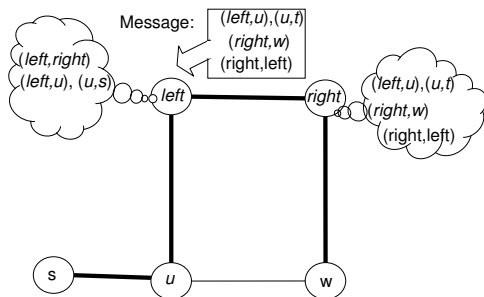 Message:
(left,u),(u,t)
(right,w)
(right,left)
(left,right)
(left,u), (u,s)
left
right
(left,u),(u,t)
(right,w)
(right,left)
s
u
w